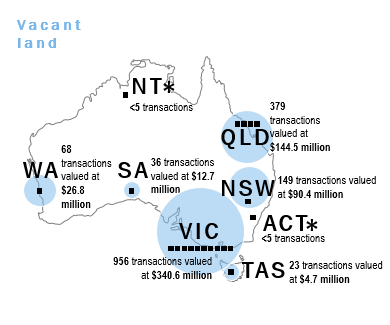 Vacant
land
NT*
<5 transactions
379
transactions
valued at
$144.5 million
QLD
68
transactions
valued at
$26.8
million
WA
SA
36 transactions
valued at $12.7
million
NSW
149 transactions valued
at $90.4 million
ACT*
<5 transactions
VIC
956 transactions valued
at $340.6 million
TAS
23 transactions valued
at $4.7 million